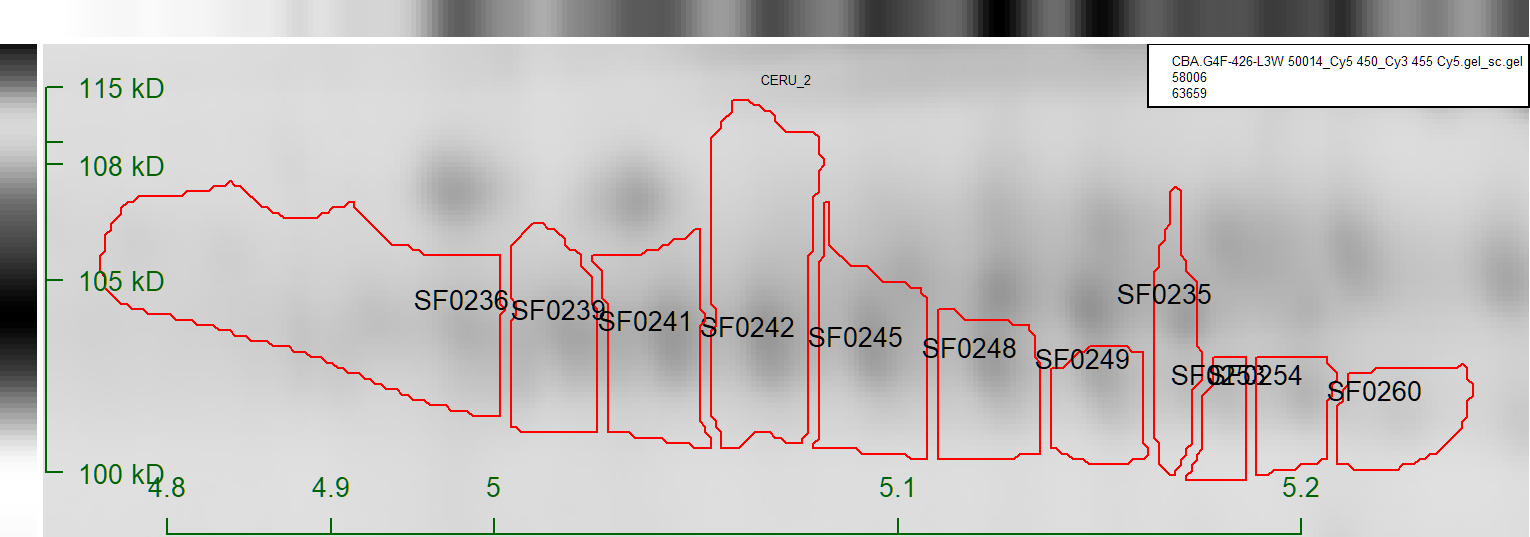 CBA.G4F-426-L3W 50014_Cy5 450_Cy3 455 Cy5.gel_sc.gel
58006
63659
CERU_2
115 kD
108 kD
105 kD
100 kD
SF0236
SF0239
SF0241
SF0242
SF0245
SF0248
SF0249
SF0235
SF0253
SF0254
SF0260
4.8
4.9
5
5.1
5.2